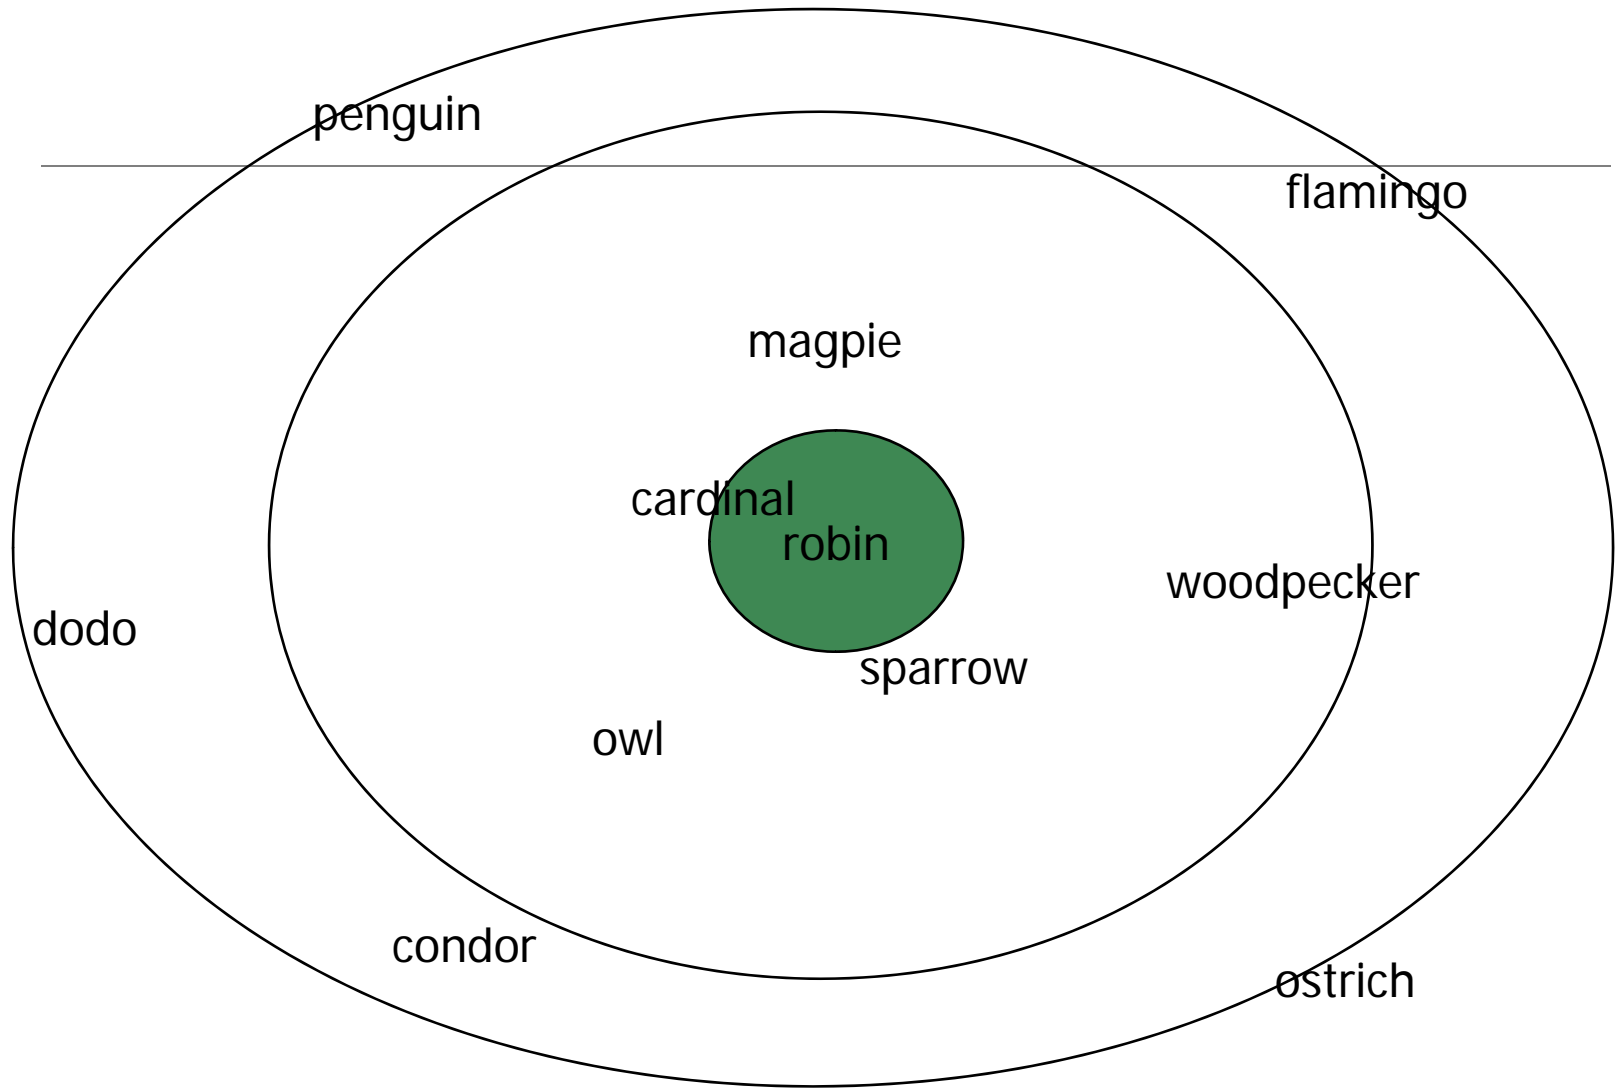 penguin
flamingo
magpie
cardinal
robin
woodpecker
dodo
sparrow
owl
condor
ostrich